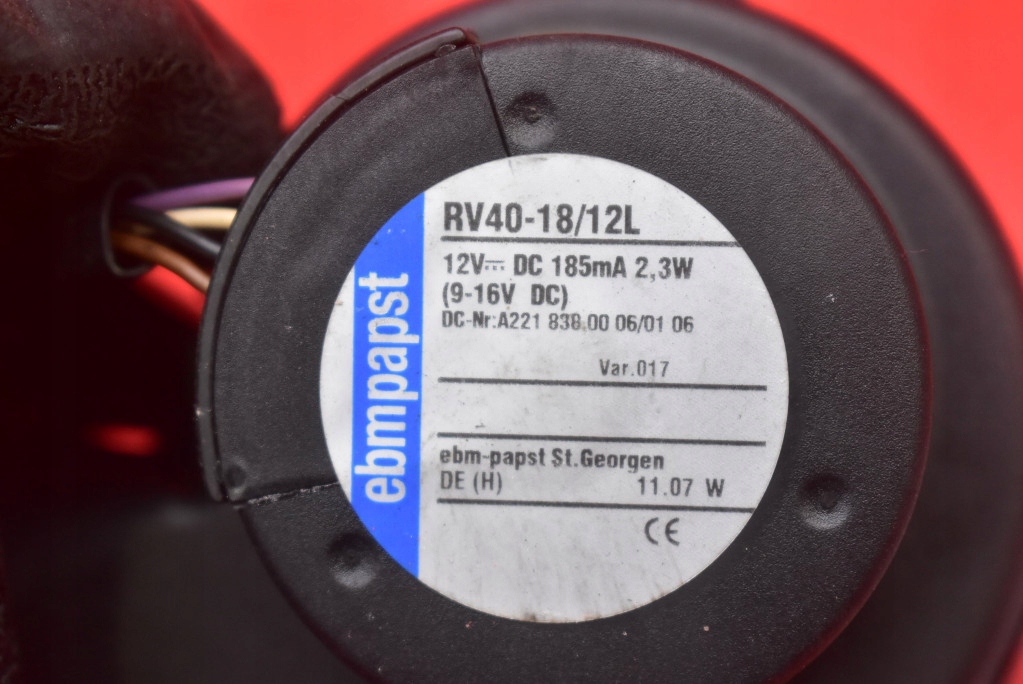 ebmpapst
RV40-18/12L
12V⎓ DC 185mA 2,3W
(9-16V DC)
DC-Nr:A221 838.00 06/01 06
Var.017
ebm-papst St.Georgen
DE (H) 11.07 W
CE